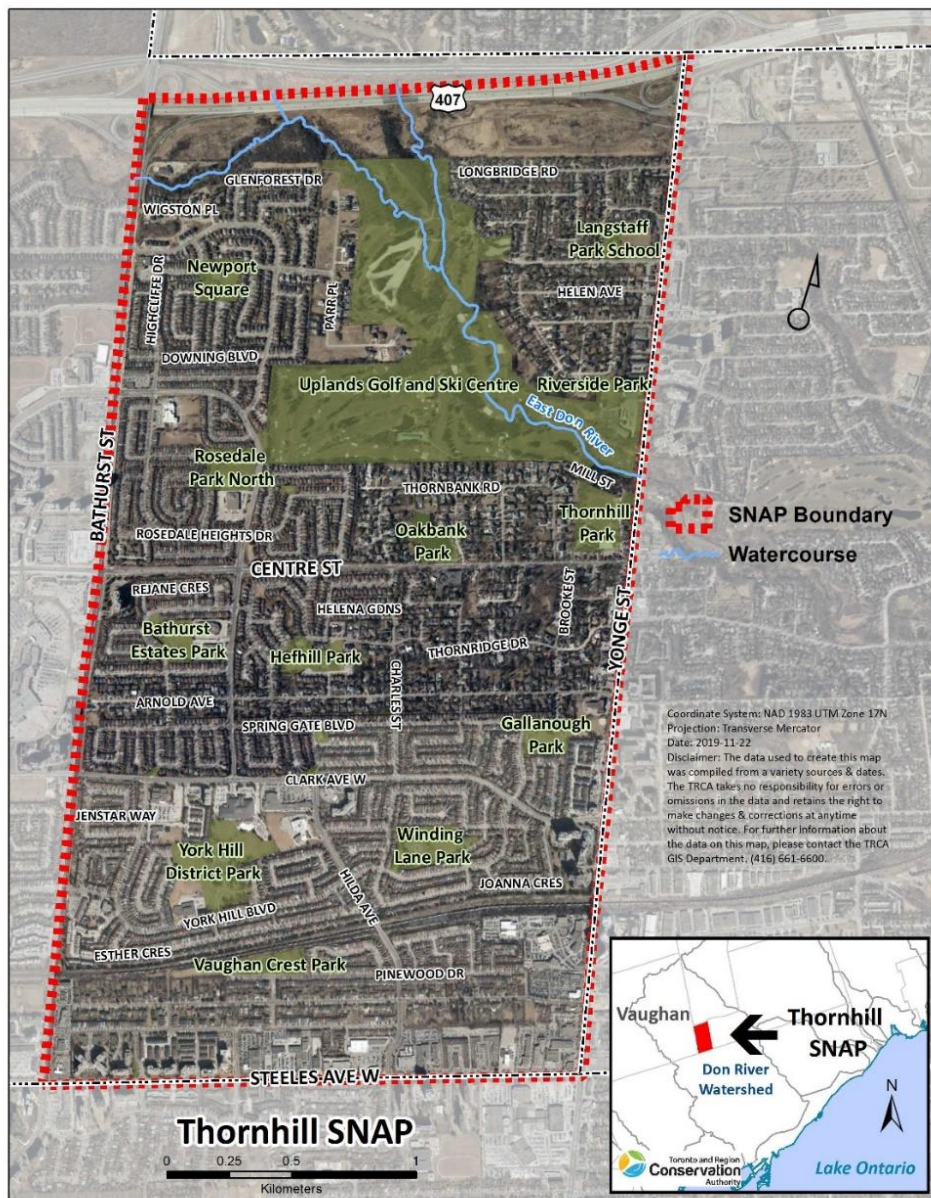 407
LONGBRIDGE RD
GLENFOREST DR
WIGSTON PL
Langstaff
Park School
Newport
Square
HIGHCLIFFE DR
PARR PL
HELEN AVE
DOWNING BLVD
Uplands Golf and Ski Centre
Riverside Park
East Don River
BATHURST ST
Rosedale
Park North
MILL ST
THORNBANK RD
Thornhill
Park
Oakbank
Park
ROSEDALE HEIGHTS DR
CENTRE ST
SNAP Boundary
Watercourse
REJANE CRES
HELENA GDNS
BROOKE ST
YONGE ST
Bathurst
Estates Park
Hefhill Park
THORNRIDGE DR
CHARLES ST
ARNOLD AVE
SPRING GATE BLVD
Gallanough
Park
Coordinate System: NAD 1983 UTM Zone 17N
Projection: Transverse Mercator
Date: 2019-11-22
Disclaimer: The data used to create this map
was compiled from a variety sources & dates.
The TRCA takes no responsibility for errors or
omissions in the data and retains the right to
make changes & corrections at anytime
without notice. For further information about
the data on this map, please contact the TRCA
GIS Department. (416) 661-6600.
CLARK AVE W
JENSTAR WAY
York Hill
District Park
Winding
Lane Park
HILDA AVE
JOANNA CRES
YORK HILL BLVD
ESTHER CRES
Vaughan Crest Park
PINEWOOD DR
STEELES AVE W
Vaughan
Thornhill
SNAP
Don River
Watershed
N
Lake Ontario
Toronto and Region
Conservation
Authority
Thornhill SNAP
0 0.25 0.5 1
Kilometers